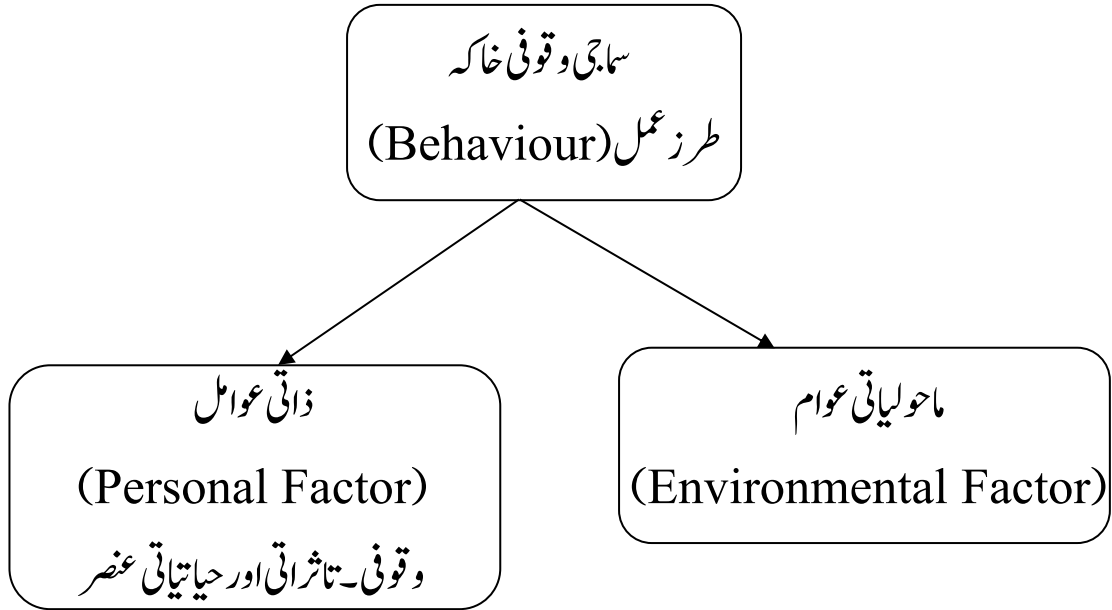 سماجی وقوفی خاکہ
طرز عمل (Behaviour)
ماحولیاتی عوام
(Environmental Factor)
ذاتی عوامل
(Personal Factor)
وقوفی۔تاثراتی اور حیاتیاتی عنصر